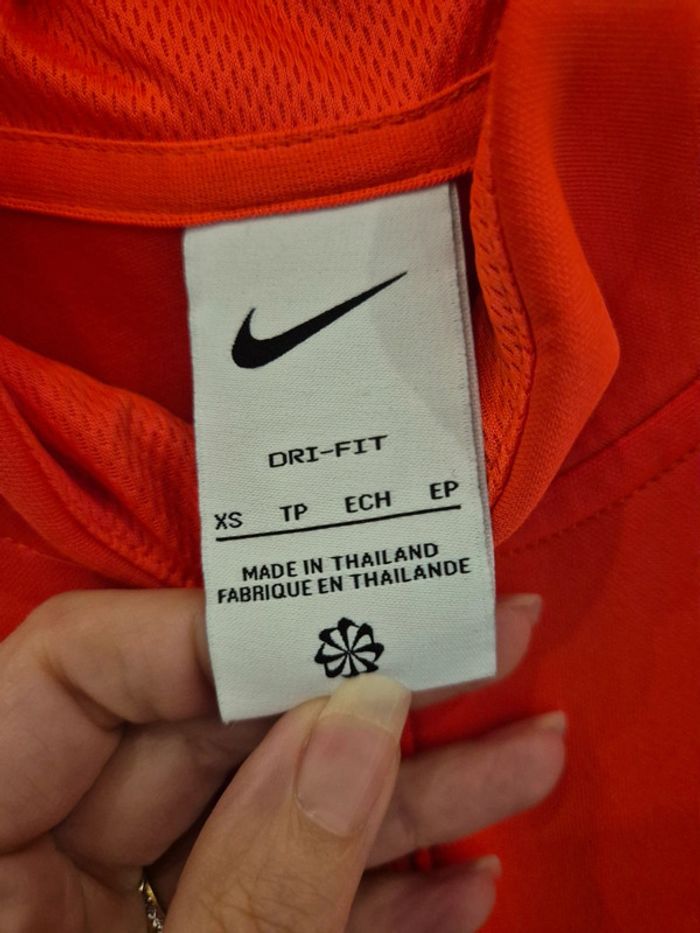 DRI-FIT
XS TP ECH EP
MADE IN THAILAND
FABRIQUE EN THAILANDE